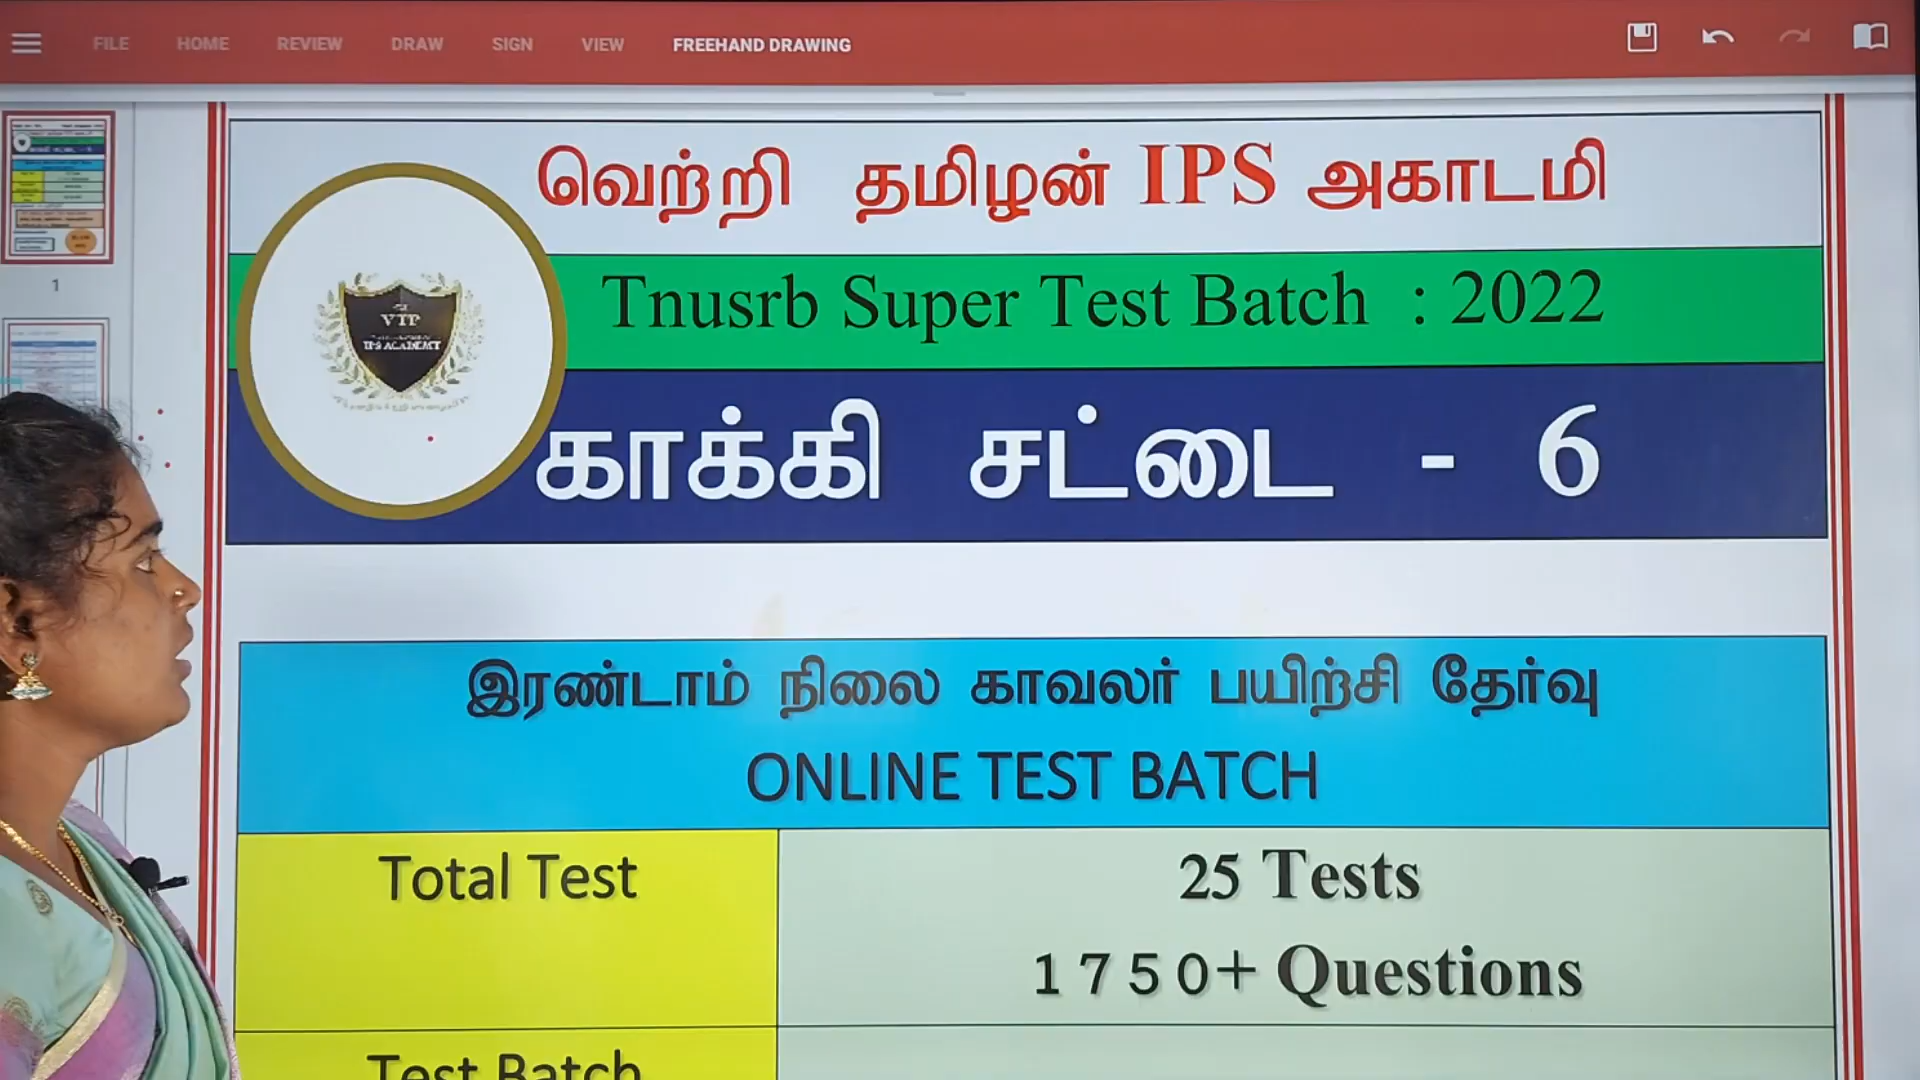 FILE HOME REVIEW DRAW SIGN VIEW FREEHAND DRAWING
வெற்றி தமிழன் IPS அகாடமி
Tnusrb Super Test Batch : 2022
VTP
IPS ACADEMY
காக்கி சட்டை - 6
1
இரண்டாம் நிலை காவலர் பயிற்சி தேர்வு
ONLINE TEST BATCH
Total Test
25 Tests
1750+ Questions
Test Batch